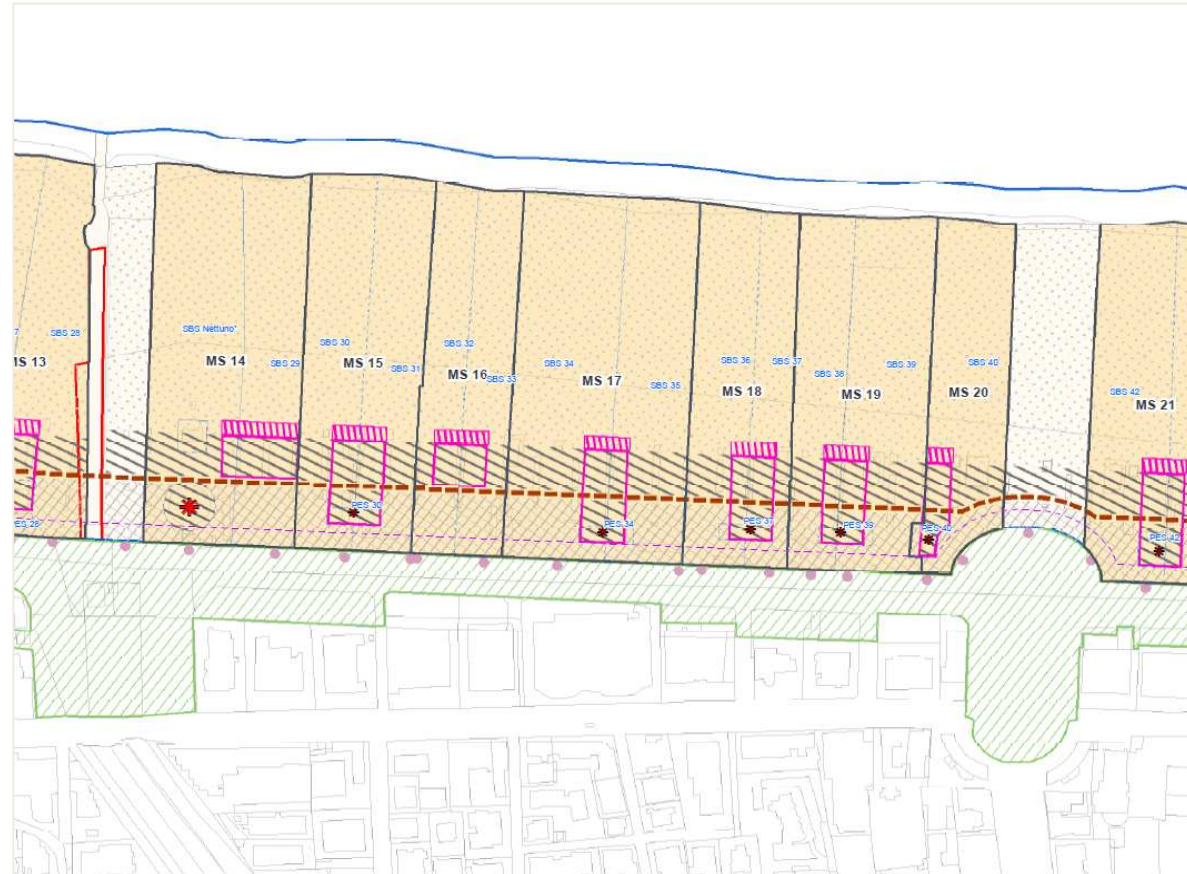 7
SBS 28
MS 13
SBS Nettuno*
MS 14
SBS 29
SBS 30
MS 15
SBS 31
SBS 32
MS 16
SBS 33
SBS 34
MS 17
SBS 35
SBS 36
MS 18
SBS 37
SBS 38
MS 19
SBS 39
SBS 40
MS 20
SBS 42
MS 21
PES 28
PES 30
PES 34
PES 37
PES 39
PES 40
PES 42